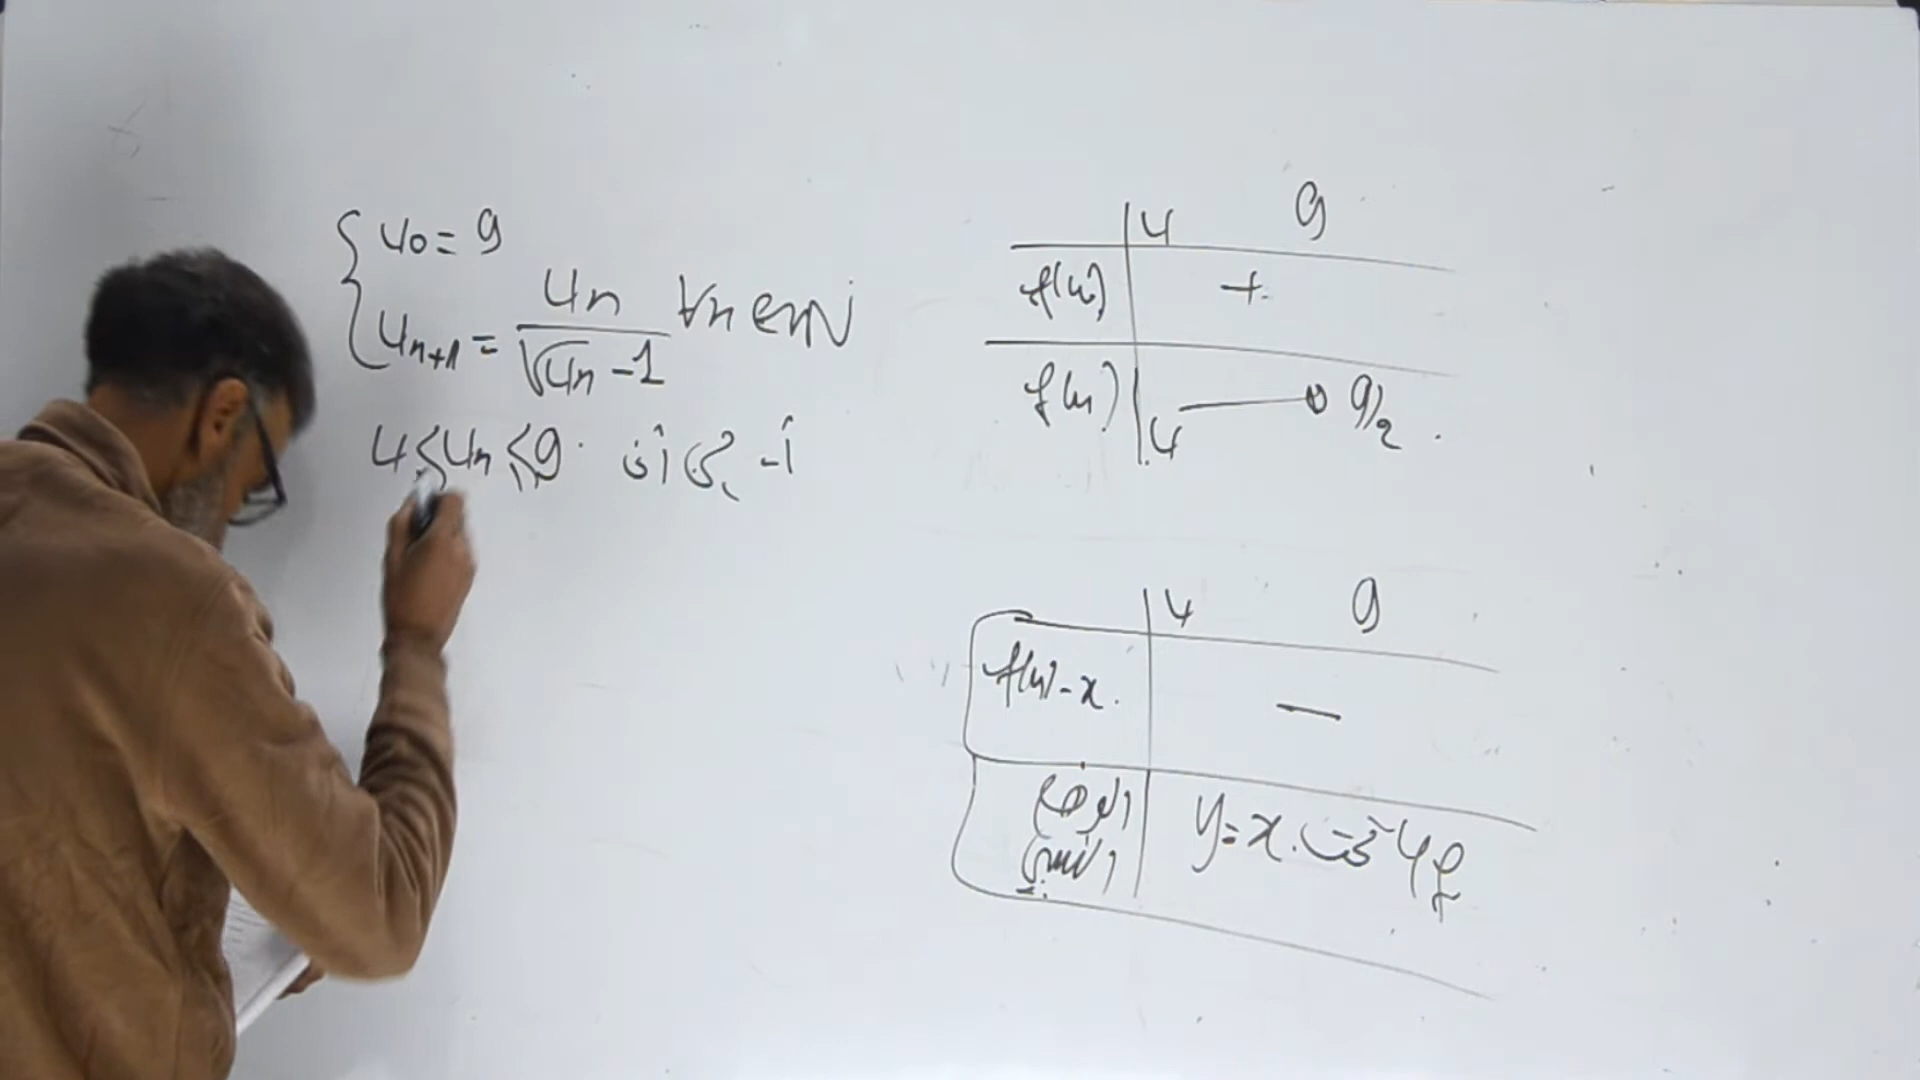 u₀ = 9
uₙ₊₁ = uₙ / (√uₙ - 1) ∀n ∈ ℕ
أ - بين أن 4 ≤ uₙ ≤ 9
4 9
f'(x) +
f(x) 4 9/2
4 9
f(x) - x —
الوضع النسبي φf تحت y = x